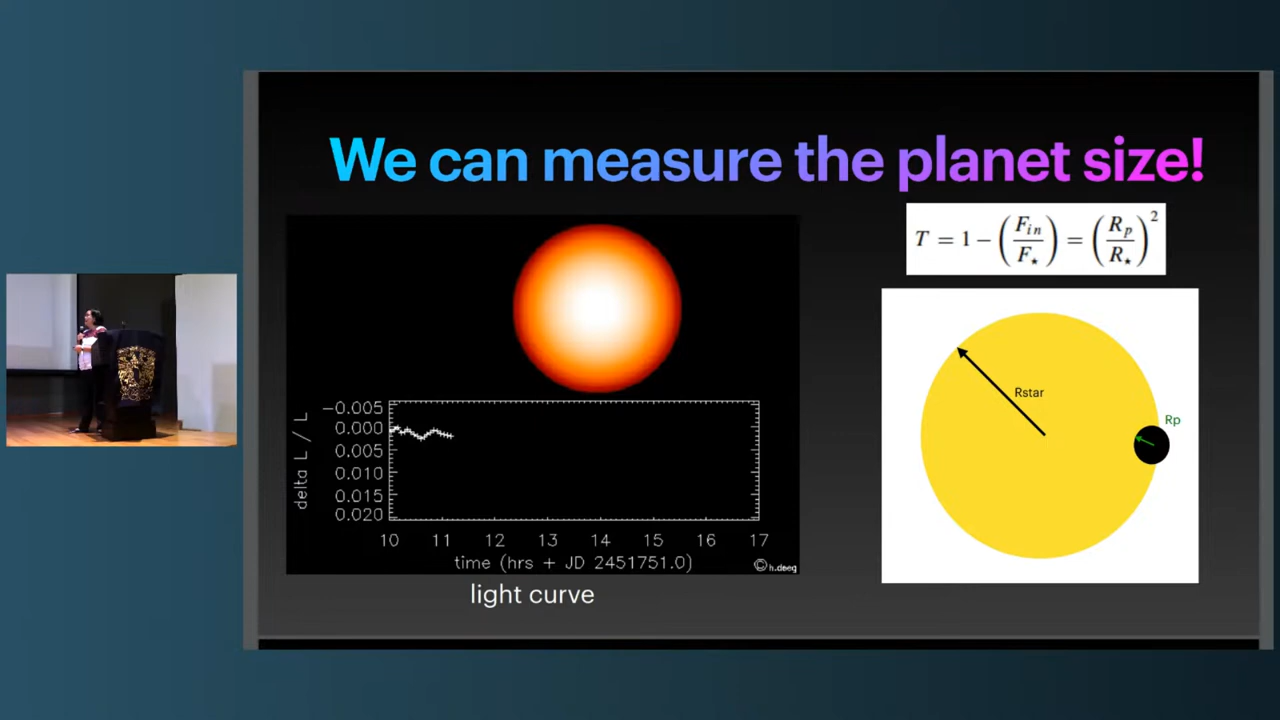 We can measure the planet size!
T = 1 − (F_in / F_⋆) = (R_p / R_⋆)^2
Rstar
Rp
delta L / L
−0.005
0.000
0.005
0.010
0.015
0.020
10 11 12 13 14 15 16 17
time (hrs + JD 2451751.0)
©h.deeg
light curve